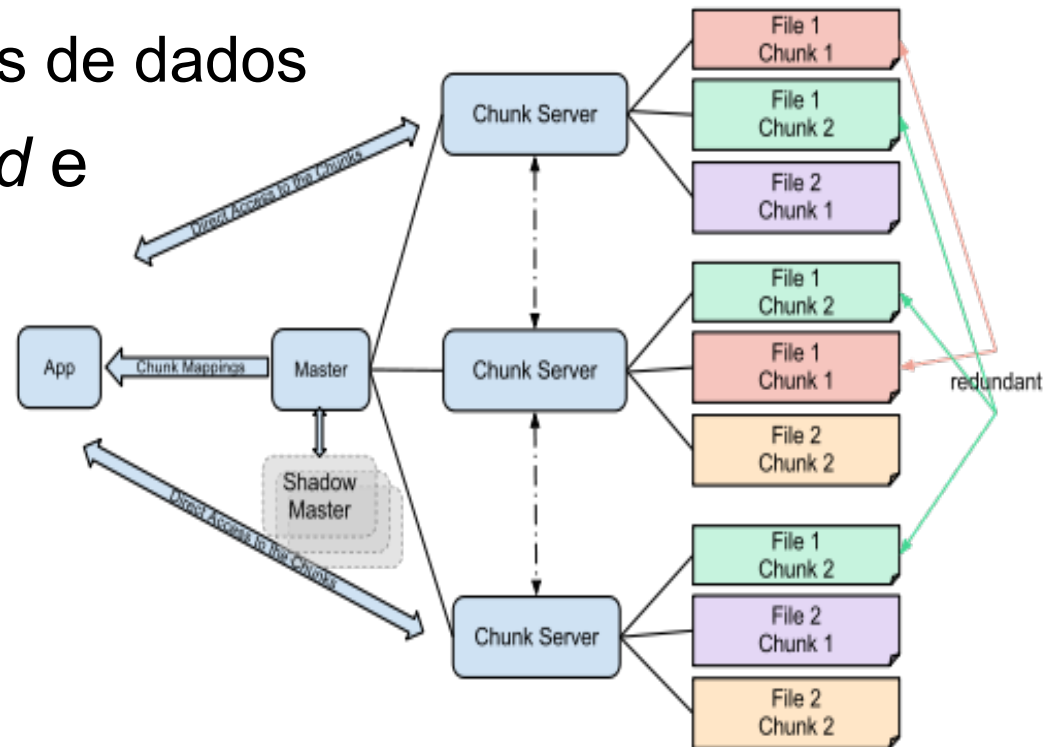 s de dados
d e
File 1
Chunk 1
Chunk Server
File 1
Chunk 2
Direct Access to the Chunks
File 2
Chunk 1
File 1
Chunk 2
App
Chunk Mappings
Master
Chunk Server
File 1
Chunk 1
redundant
File 2
Chunk 2
Shadow
Master
Direct Access to the Chunks
File 1
Chunk 2
Chunk Server
File 2
Chunk 1
File 2
Chunk 2